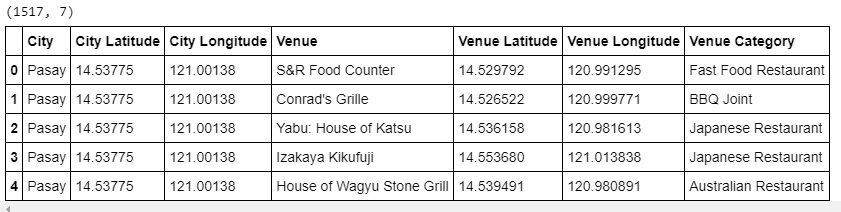 (1517, 7)
City City Latitude City Longitude Venue Venue Latitude Venue Longitude Venue Category
0 Pasay 14.53775 121.00138 S&R Food Counter 14.529792 120.991295 Fast Food Restaurant
1 Pasay 14.53775 121.00138 Conrad's Grille 14.526522 120.999771 BBQ Joint
2 Pasay 14.53775 121.00138 Yabu: House of Katsu 14.536158 120.981613 Japanese Restaurant
3 Pasay 14.53775 121.00138 Izakaya Kikufuji 14.553680 121.013838 Japanese Restaurant
4 Pasay 14.53775 121.00138 House of Wagyu Stone Grill 14.539491 120.980891 Australian Restaurant